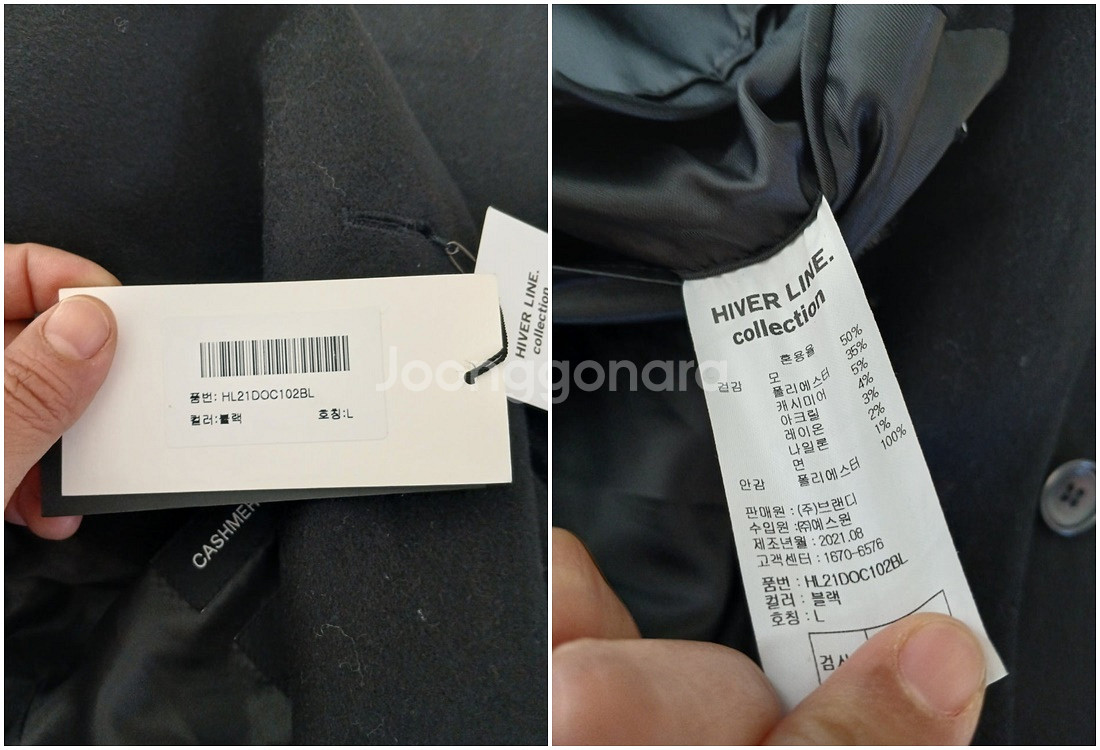 HIVER LINE.
collection
품번: HL21DOC102BL
컬러:블랙 호칭:L
Joonggonara
HIVER LINE.
collection
혼용율
겉감 모 50%
폴리에스터 35%
캐시미어 5%
아크릴 4%
레이온 3%
나일론 2%
면 1%
안감 폴리에스터 100%
판매원 : (주)브랜디
수입원 : ㈜에스원
제조년월 : 2021.08
고객센터 : 1670-6576
품번 : HL21DOC102BL
컬러 : 블랙
호칭 : L